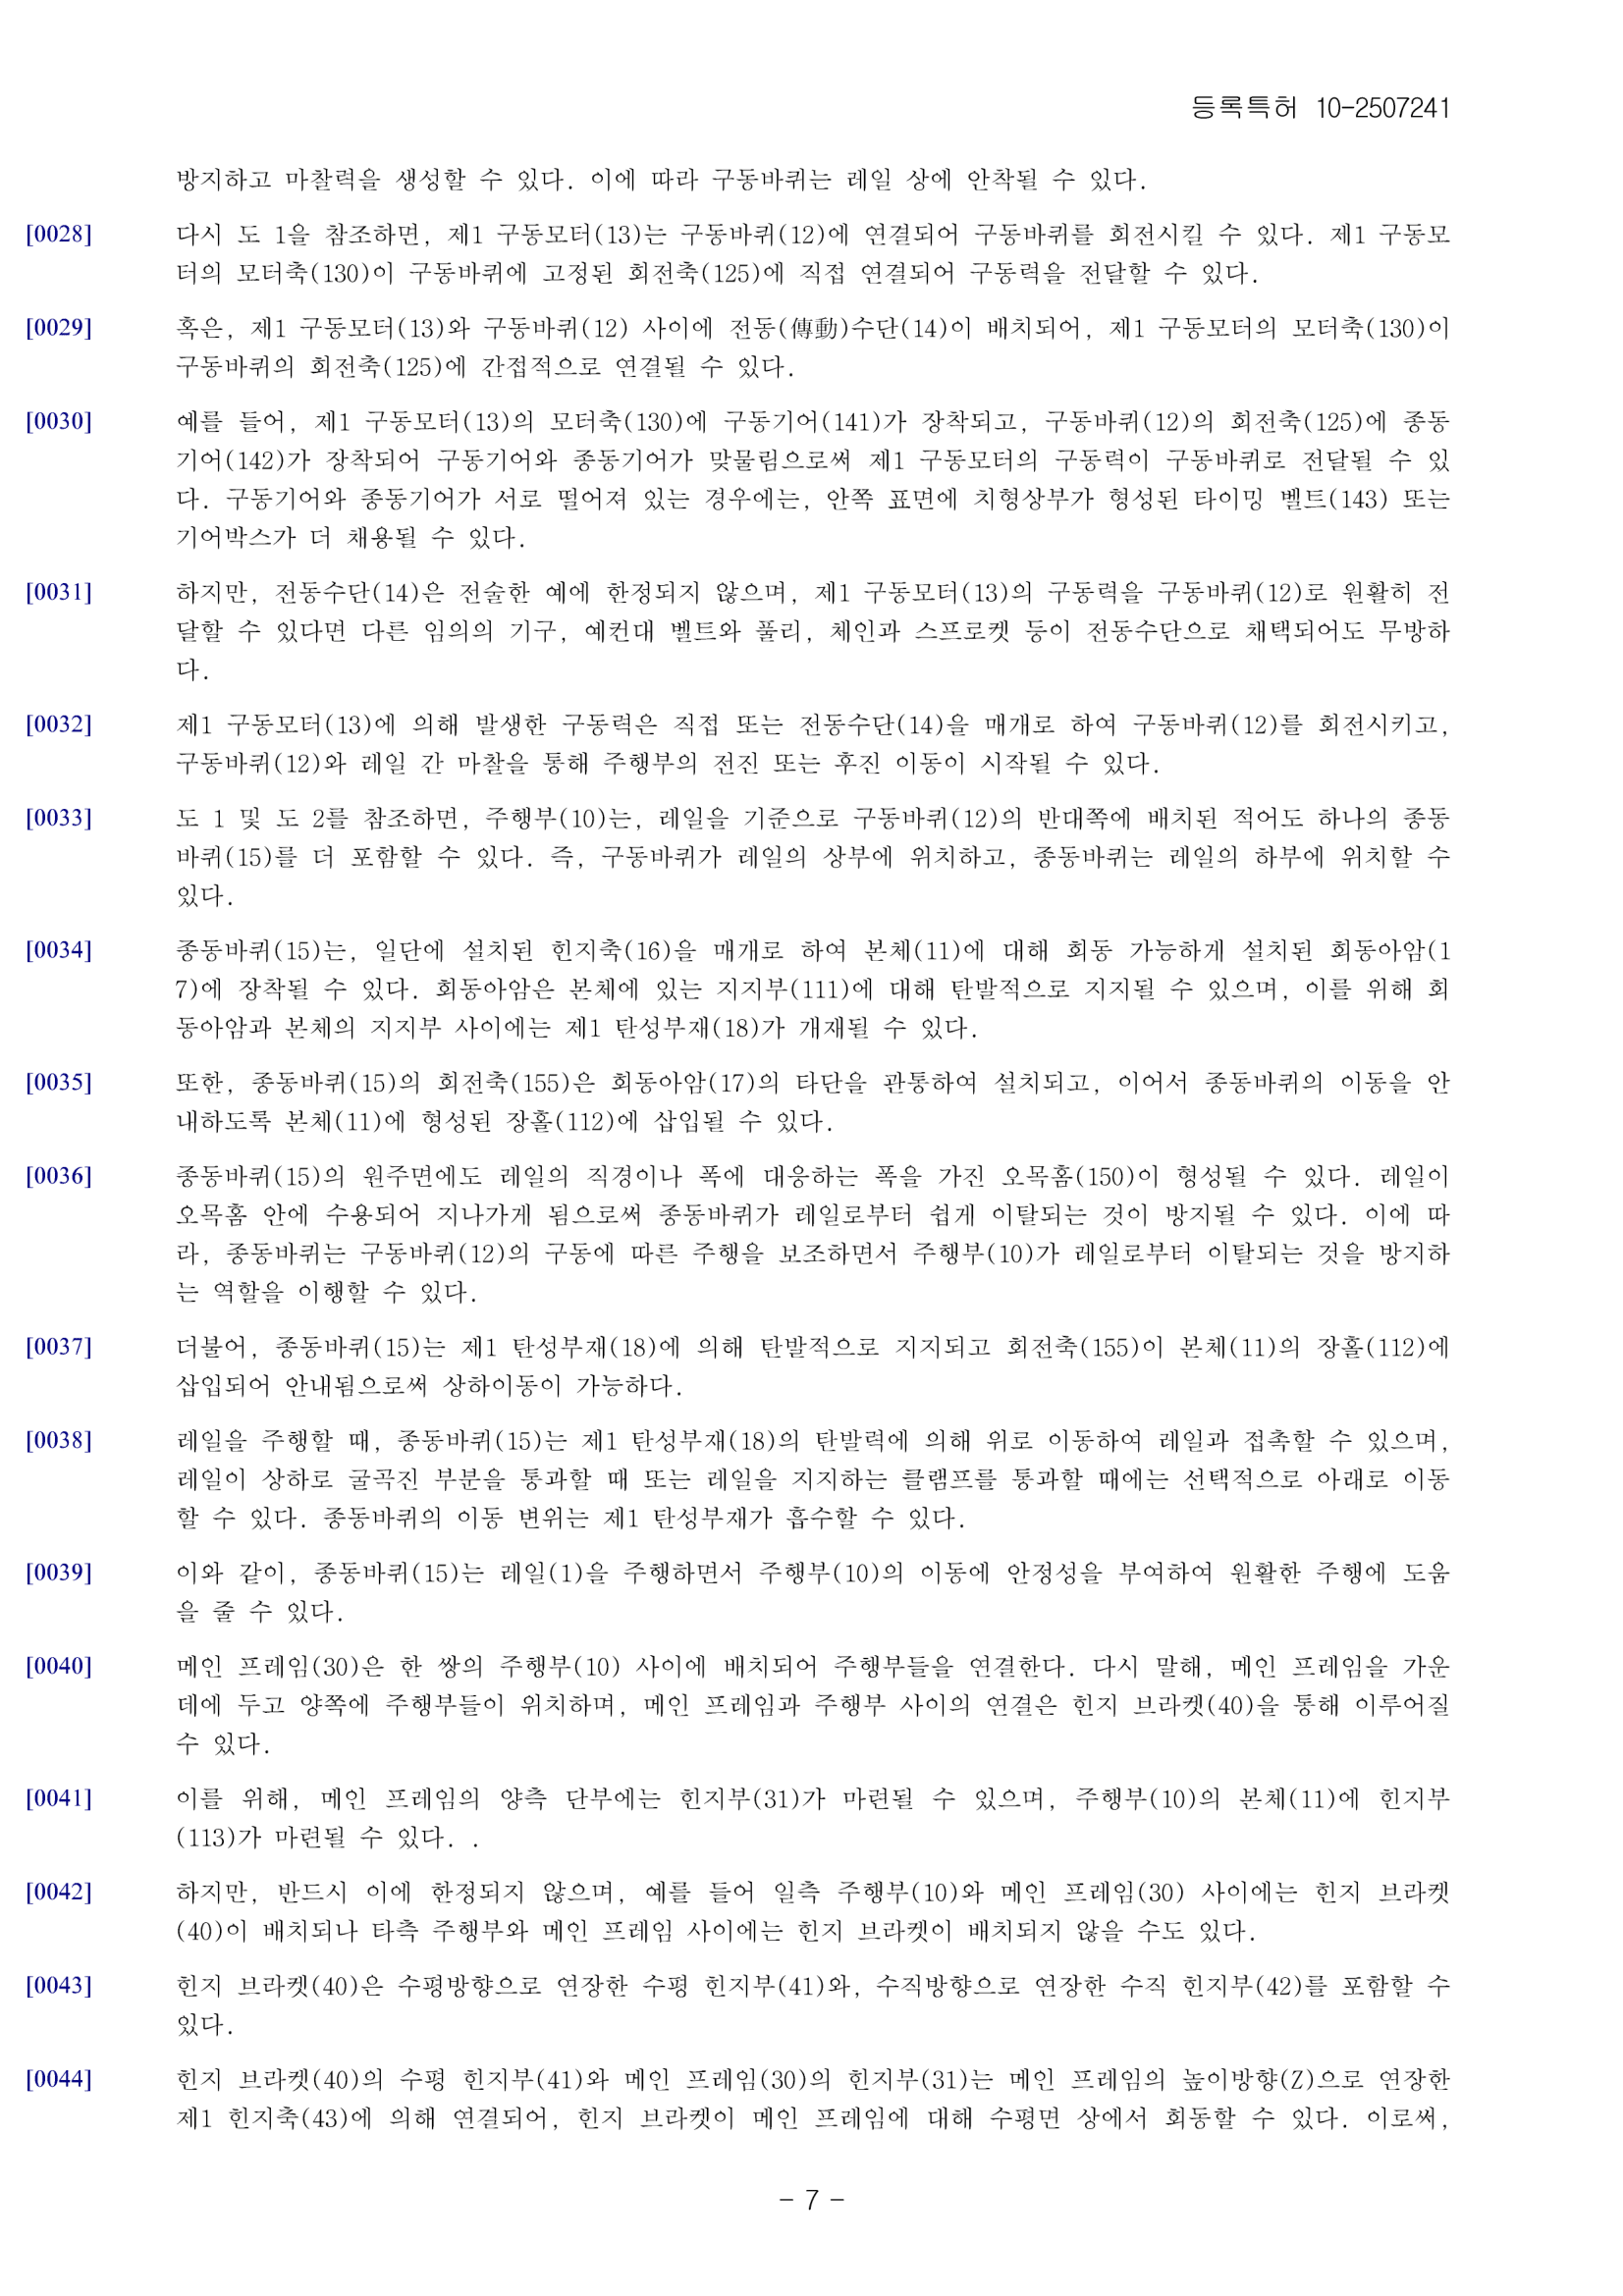 등록특허 10-2507241
방지하고 마찰력을 생성할 수 있다. 이에 따라 구동바퀴는 레일 상에 안착될 수 있다.
[0028] 다시 도 1을 참조하면, 제1 구동모터(13)는 구동바퀴(12)에 연결되어 구동바퀴를 회전시킬 수 있다. 제1 구동모
터의 모터축(130)이 구동바퀴에 고정된 회전축(125)에 직접 연결되어 구동력을 전달할 수 있다.
[0029] 혹은, 제1 구동모터(13)와 구동바퀴(12) 사이에 전동(傳動)수단(14)이 배치되어, 제1 구동모터의 모터축(130)이
구동바퀴의 회전축(125)에 간접적으로 연결될 수 있다.
[0030] 예를 들어, 제1 구동모터(13)의 모터축(130)에 구동기어(141)가 장착되고, 구동바퀴(12)의 회전축(125)에 종동
기어(142)가 장착되어 구동기어와 종동기어가 맞물림으로써 제1 구동모터의 구동력이 구동바퀴로 전달될 수 있
다. 구동기어와 종동기어가 서로 떨어져 있는 경우에는, 안쪽 표면에 치형상부가 형성된 타이밍 벨트(143) 또는
기어박스가 더 채용될 수 있다.
[0031] 하지만, 전동수단(14)은 전술한 예에 한정되지 않으며, 제1 구동모터(13)의 구동력을 구동바퀴(12)로 원활히 전
달할 수 있다면 다른 임의의 기구, 예컨대 벨트와 풀리, 체인과 스프로켓 등이 전동수단으로 채택되어도 무방하
다.
[0032] 제1 구동모터(13)에 의해 발생한 구동력은 직접 또는 전동수단(14)을 매개로 하여 구동바퀴(12)를 회전시키고,
구동바퀴(12)와 레일 간 마찰을 통해 주행부의 전진 또는 후진 이동이 시작될 수 있다.
[0033] 도 1 및 도 2를 참조하면, 주행부(10)는, 레일을 기준으로 구동바퀴(12)의 반대쪽에 배치된 적어도 하나의 종동
바퀴(15)를 더 포함할 수 있다. 즉, 구동바퀴가 레일의 상부에 위치하고, 종동바퀴는 레일의 하부에 위치할 수
있다.
[0034] 종동바퀴(15)는, 일단에 설치된 힌지축(16)을 매개로 하여 본체(11)에 대해 회동 가능하게 설치된 회동아암(1
7)에 장착될 수 있다. 회동아암은 본체에 있는 지지부(111)에 대해 탄발적으로 지지될 수 있으며, 이를 위해 회
동아암과 본체의 지지부 사이에는 제1 탄성부재(18)가 개재될 수 있다.
[0035] 또한, 종동바퀴(15)의 회전축(155)은 회동아암(17)의 타단을 관통하여 설치되고, 이어서 종동바퀴의 이동을 안
내하도록 본체(11)에 형성된 장홀(112)에 삽입될 수 있다.
[0036] 종동바퀴(15)의 원주면에도 레일의 직경이나 폭에 대응하는 폭을 가진 오목홈(150)이 형성될 수 있다. 레일이
오목홈 안에 수용되어 지나가게 됨으로써 종동바퀴가 레일로부터 쉽게 이탈되는 것이 방지될 수 있다. 이에 따
라, 종동바퀴는 구동바퀴(12)의 구동에 따른 주행을 보조하면서 주행부(10)가 레일로부터 이탈되는 것을 방지하
는 역할을 이행할 수 있다.
[0037] 더불어, 종동바퀴(15)는 제1 탄성부재(18)에 의해 탄발적으로 지지되고 회전축(155)이 본체(11)의 장홀(112)에
삽입되어 안내됨으로써 상하이동이 가능하다.
[0038] 레일을 주행할 때, 종동바퀴(15)는 제1 탄성부재(18)의 탄발력에 의해 위로 이동하여 레일과 접촉할 수 있으며,
레일이 상하로 굴곡진 부분을 통과할 때 또는 레일을 지지하는 클램프를 통과할 때에는 선택적으로 아래로 이동
할 수 있다. 종동바퀴의 이동 변위는 제1 탄성부재가 흡수할 수 있다.
[0039] 이와 같이, 종동바퀴(15)는 레일(1)을 주행하면서 주행부(10)의 이동에 안정성을 부여하여 원활한 주행에 도움
을 줄 수 있다.
[0040] 메인 프레임(30)은 한 쌍의 주행부(10) 사이에 배치되어 주행부들을 연결한다. 다시 말해, 메인 프레임을 가운
데에 두고 양쪽에 주행부들이 위치하며, 메인 프레임과 주행부 사이의 연결은 힌지 브라켓(40)을 통해 이루어질
수 있다.
[0041] 이를 위해, 메인 프레임의 양측 단부에는 힌지부(31)가 마련될 수 있으며, 주행부(10)의 본체(11)에 힌지부
(113)가 마련될 수 있다. .
[0042] 하지만, 반드시 이에 한정되지 않으며, 예를 들어 일측 주행부(10)와 메인 프레임(30) 사이에는 힌지 브라켓
(40)이 배치되나 타측 주행부와 메인 프레임 사이에는 힌지 브라켓이 배치되지 않을 수도 있다.
[0043] 힌지 브라켓(40)은 수평방향으로 연장한 수평 힌지부(41)와, 수직방향으로 연장한 수직 힌지부(42)를 포함할 수
있다.
[0044] 힌지 브라켓(40)의 수평 힌지부(41)와 메인 프레임(30)의 힌지부(31)는 메인 프레임의 높이방향(Z)으로 연장한
제1 힌지축(43)에 의해 연결되어, 힌지 브라켓이 메인 프레임에 대해 수평면 상에서 회동할 수 있다. 이로써,
- 7 -